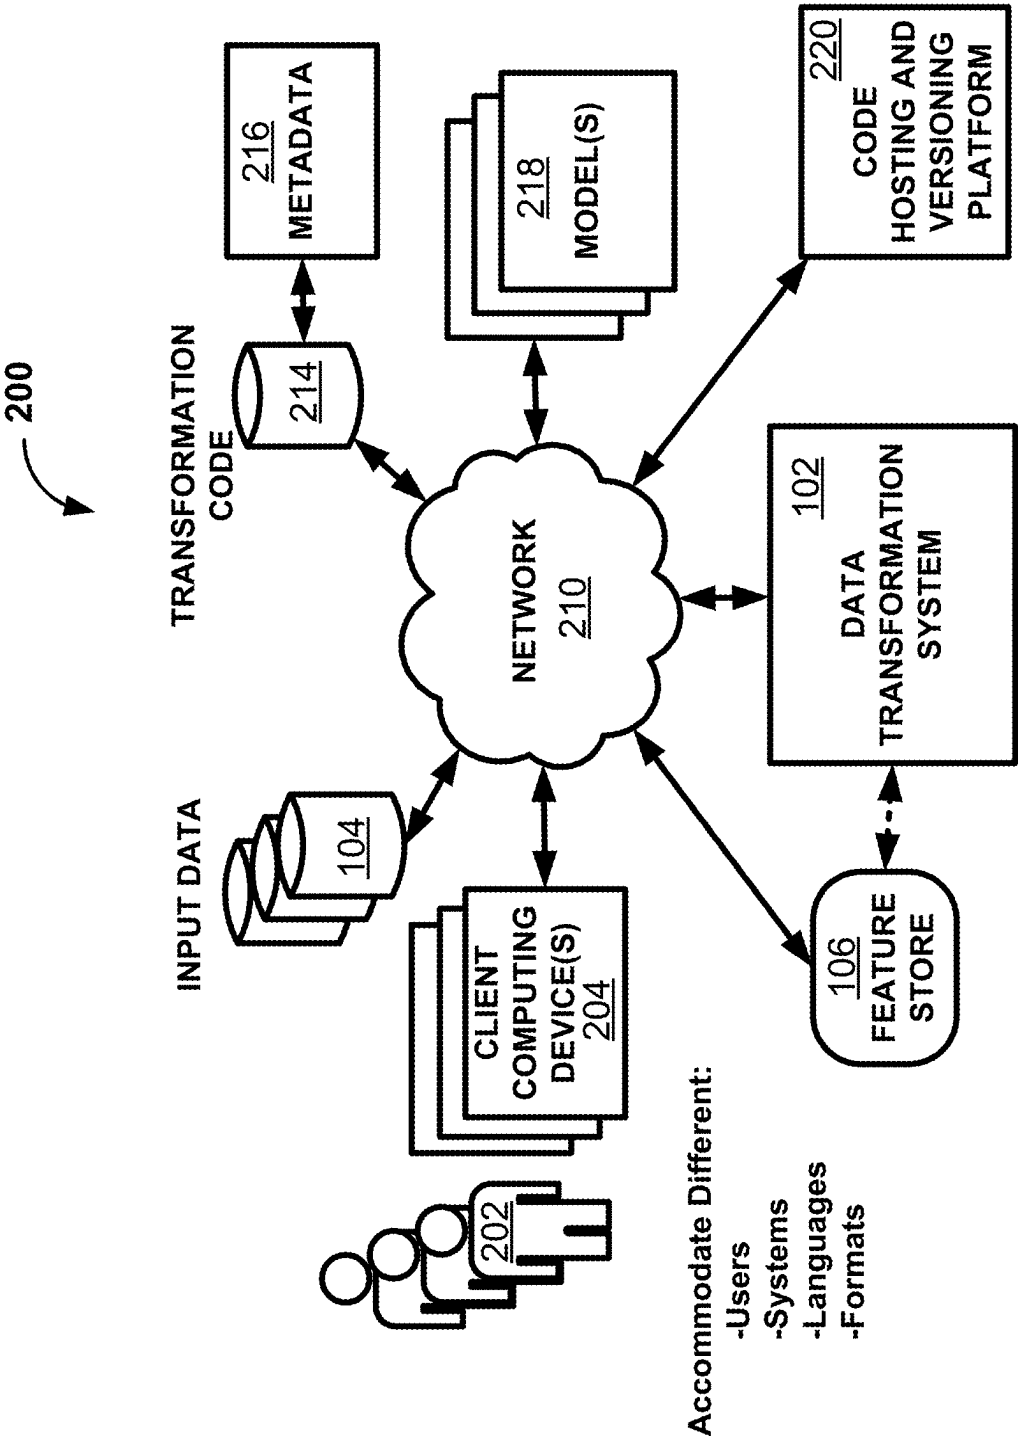 200
INPUT DATA
104
TRANSFORMATION
CODE
214
216
METADATA
202
CLIENT
COMPUTING
DEVICE(S)
204
NETWORK
210
218
MODEL(S)
Accommodate Different:
-Users
-Systems
-Languages
-Formats
106
FEATURE
STORE
102
DATA
TRANSFORMATION
SYSTEM
220
CODE
HOSTING AND
VERSIONING
PLATFORM